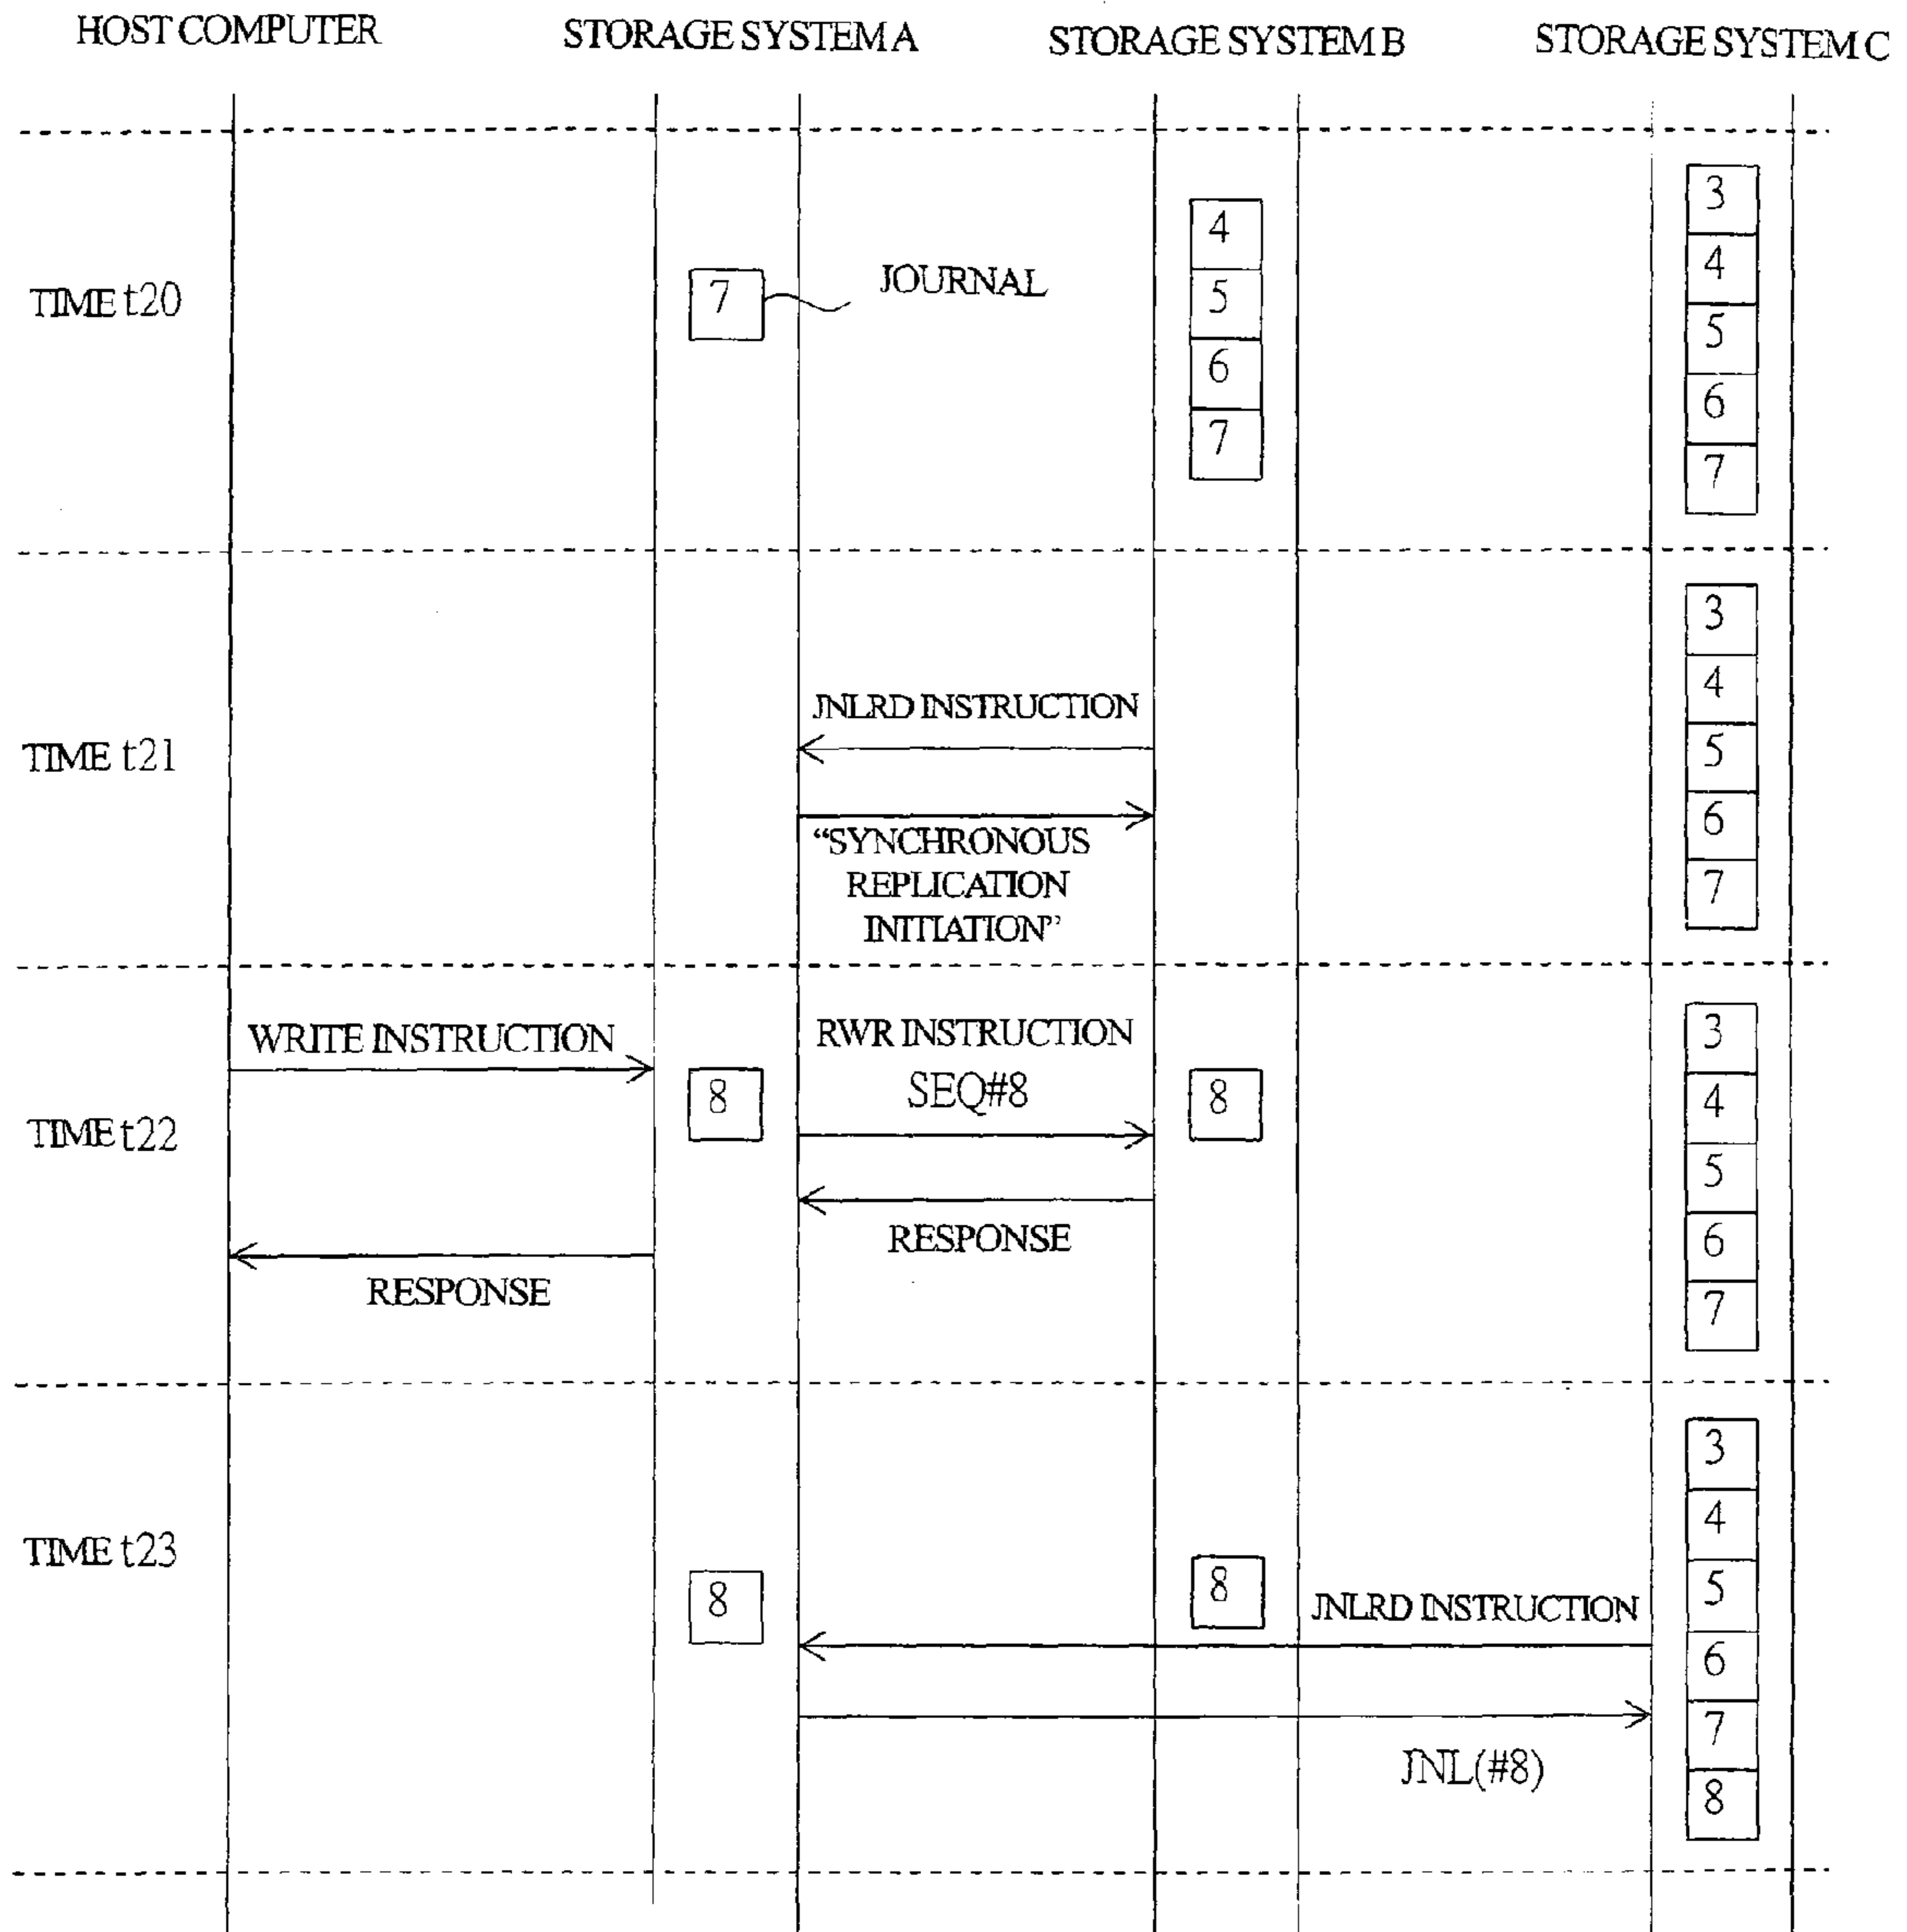 HOST COMPUTER STORAGE SYSTEM A STORAGE SYSTEM B STORAGE SYSTEM C
3
4
4
TIME t20 7 JOURNAL 5
5
6
6
7
7
3
4
JNLRD INSTRUCTION
TIME t21
5
6
"SYNCHRONOUS
REPLICATION
INITIATION"
7
WRITE INSTRUCTION RWR INSTRUCTION
3
8 SEQ#8 8
4
TIME t22
5
RESPONSE
6
RESPONSE
7
3
4
TIME t23
8 8
JNLRD INSTRUCTION
5
6
7
JNL(#8)
8